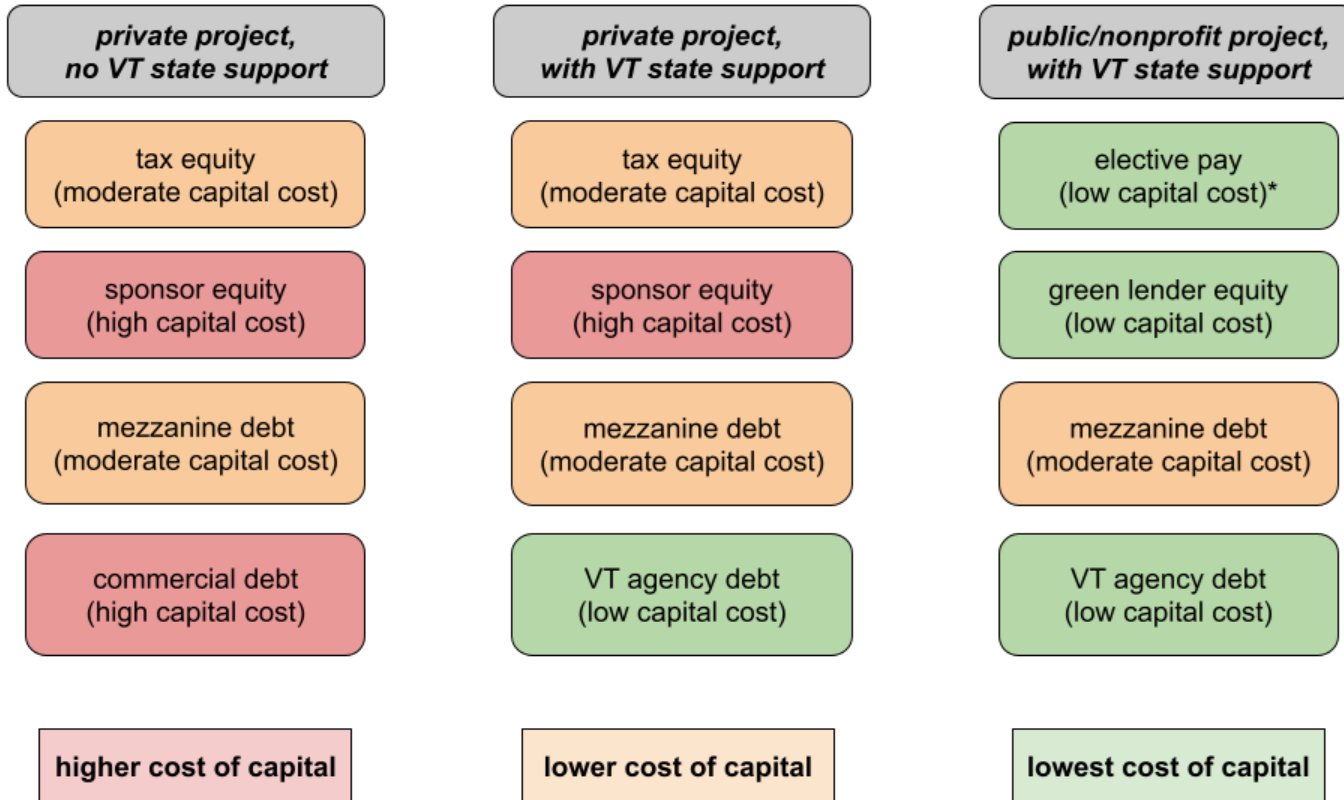 private project,
no VT state support
tax equity
(moderate capital cost)
sponsor equity
(high capital cost)
mezzanine debt
(moderate capital cost)
commercial debt
(high capital cost)
higher cost of capital
private project,
with VT state support
tax equity
(moderate capital cost)
sponsor equity
(high capital cost)
mezzanine debt
(moderate capital cost)
VT agency debt
(low capital cost)
lower cost of capital
public/nonprofit project,
with VT state support
elective pay
(low capital cost)*
green lender equity
(low capital cost)
mezzanine debt
(moderate capital cost)
VT agency debt
(low capital cost)
lowest cost of capital